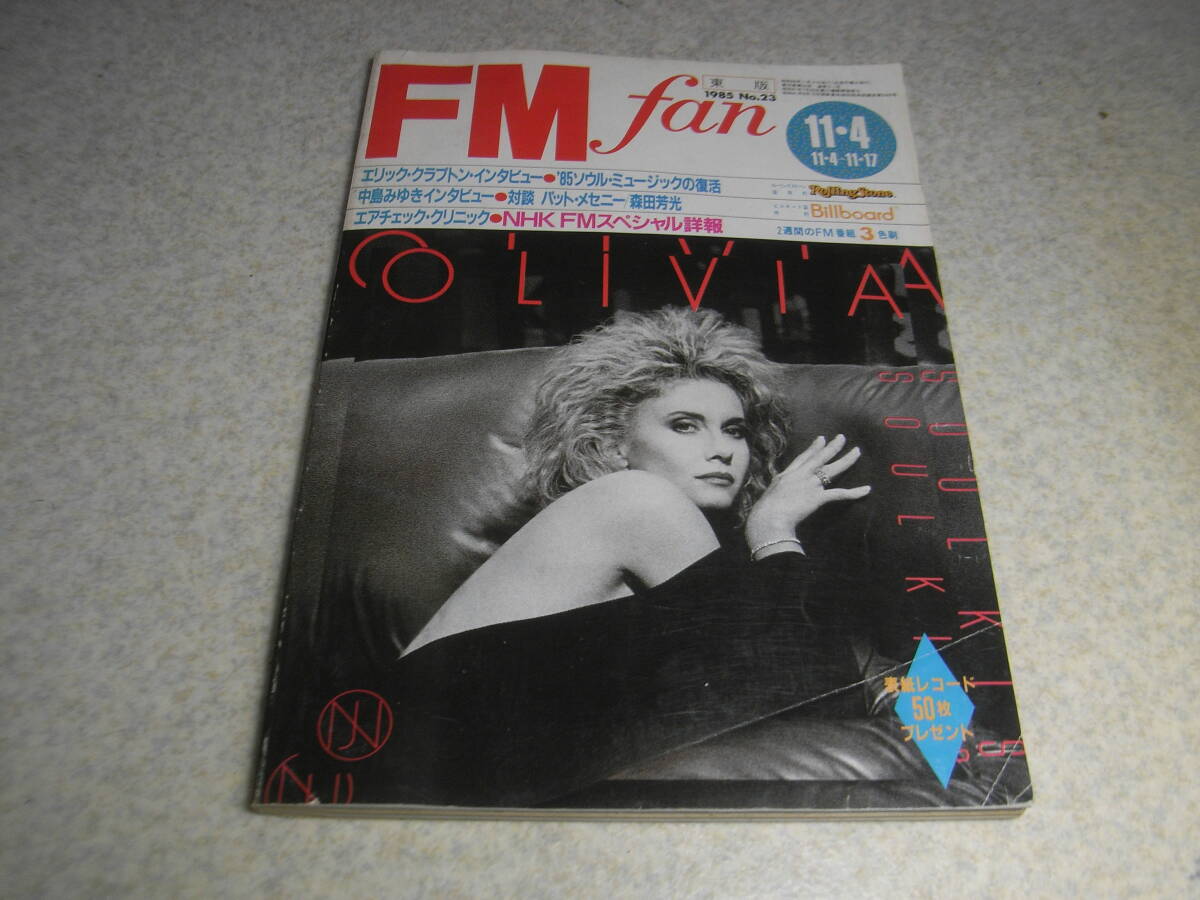 FM fan
東 版
1985 No.23
11・4
11-4→11-17
エリック・クラプトン・インタビュー●'85ソウル・ミュージックの復活
中島みゆきインタビュー●対談 パット・メセニー/森田芳光
エアチェック・クリニック●NHK FMスペシャル詳報
Rolling Stone
Billboard
2週間のFM番組3色刷
OLIVIA
A
SOUL KI
SOUL KISS
表紙レコード
50枚
プレゼント
ONJ